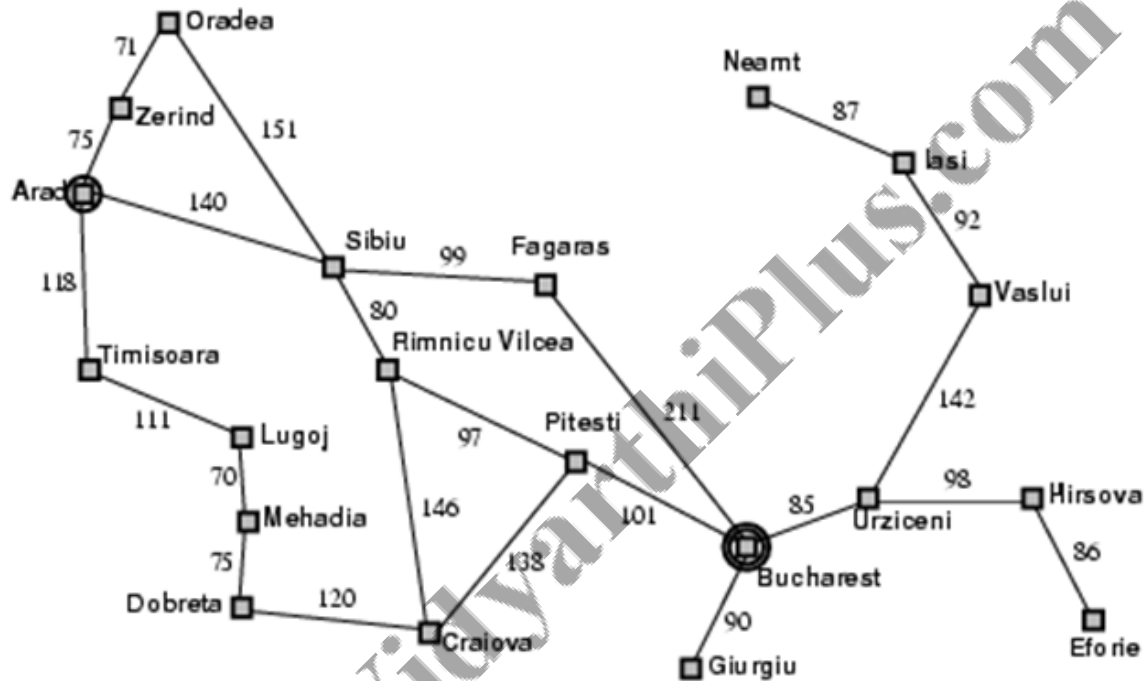 Oradea
71
Neamt
Zerind
87
151
75
Iasi
Arad
140
Sibiu
Fagaras
92
99
118
80
Vaslui
Rimnicu Vilcea
Timisoara
142
111
211
Pitesti
Lugoj
97
70
98
Hirsova
146
85
Mehadia
101
Urziceni
138
86
75
Bucharest
Dobreta
120
90
Craiova
Eforie
Giurgiu
VidyarthiPlus.com